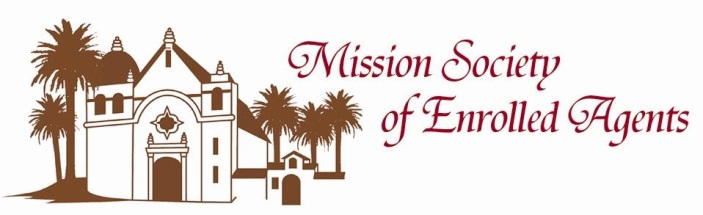 Mission Society
of Enrolled Agents